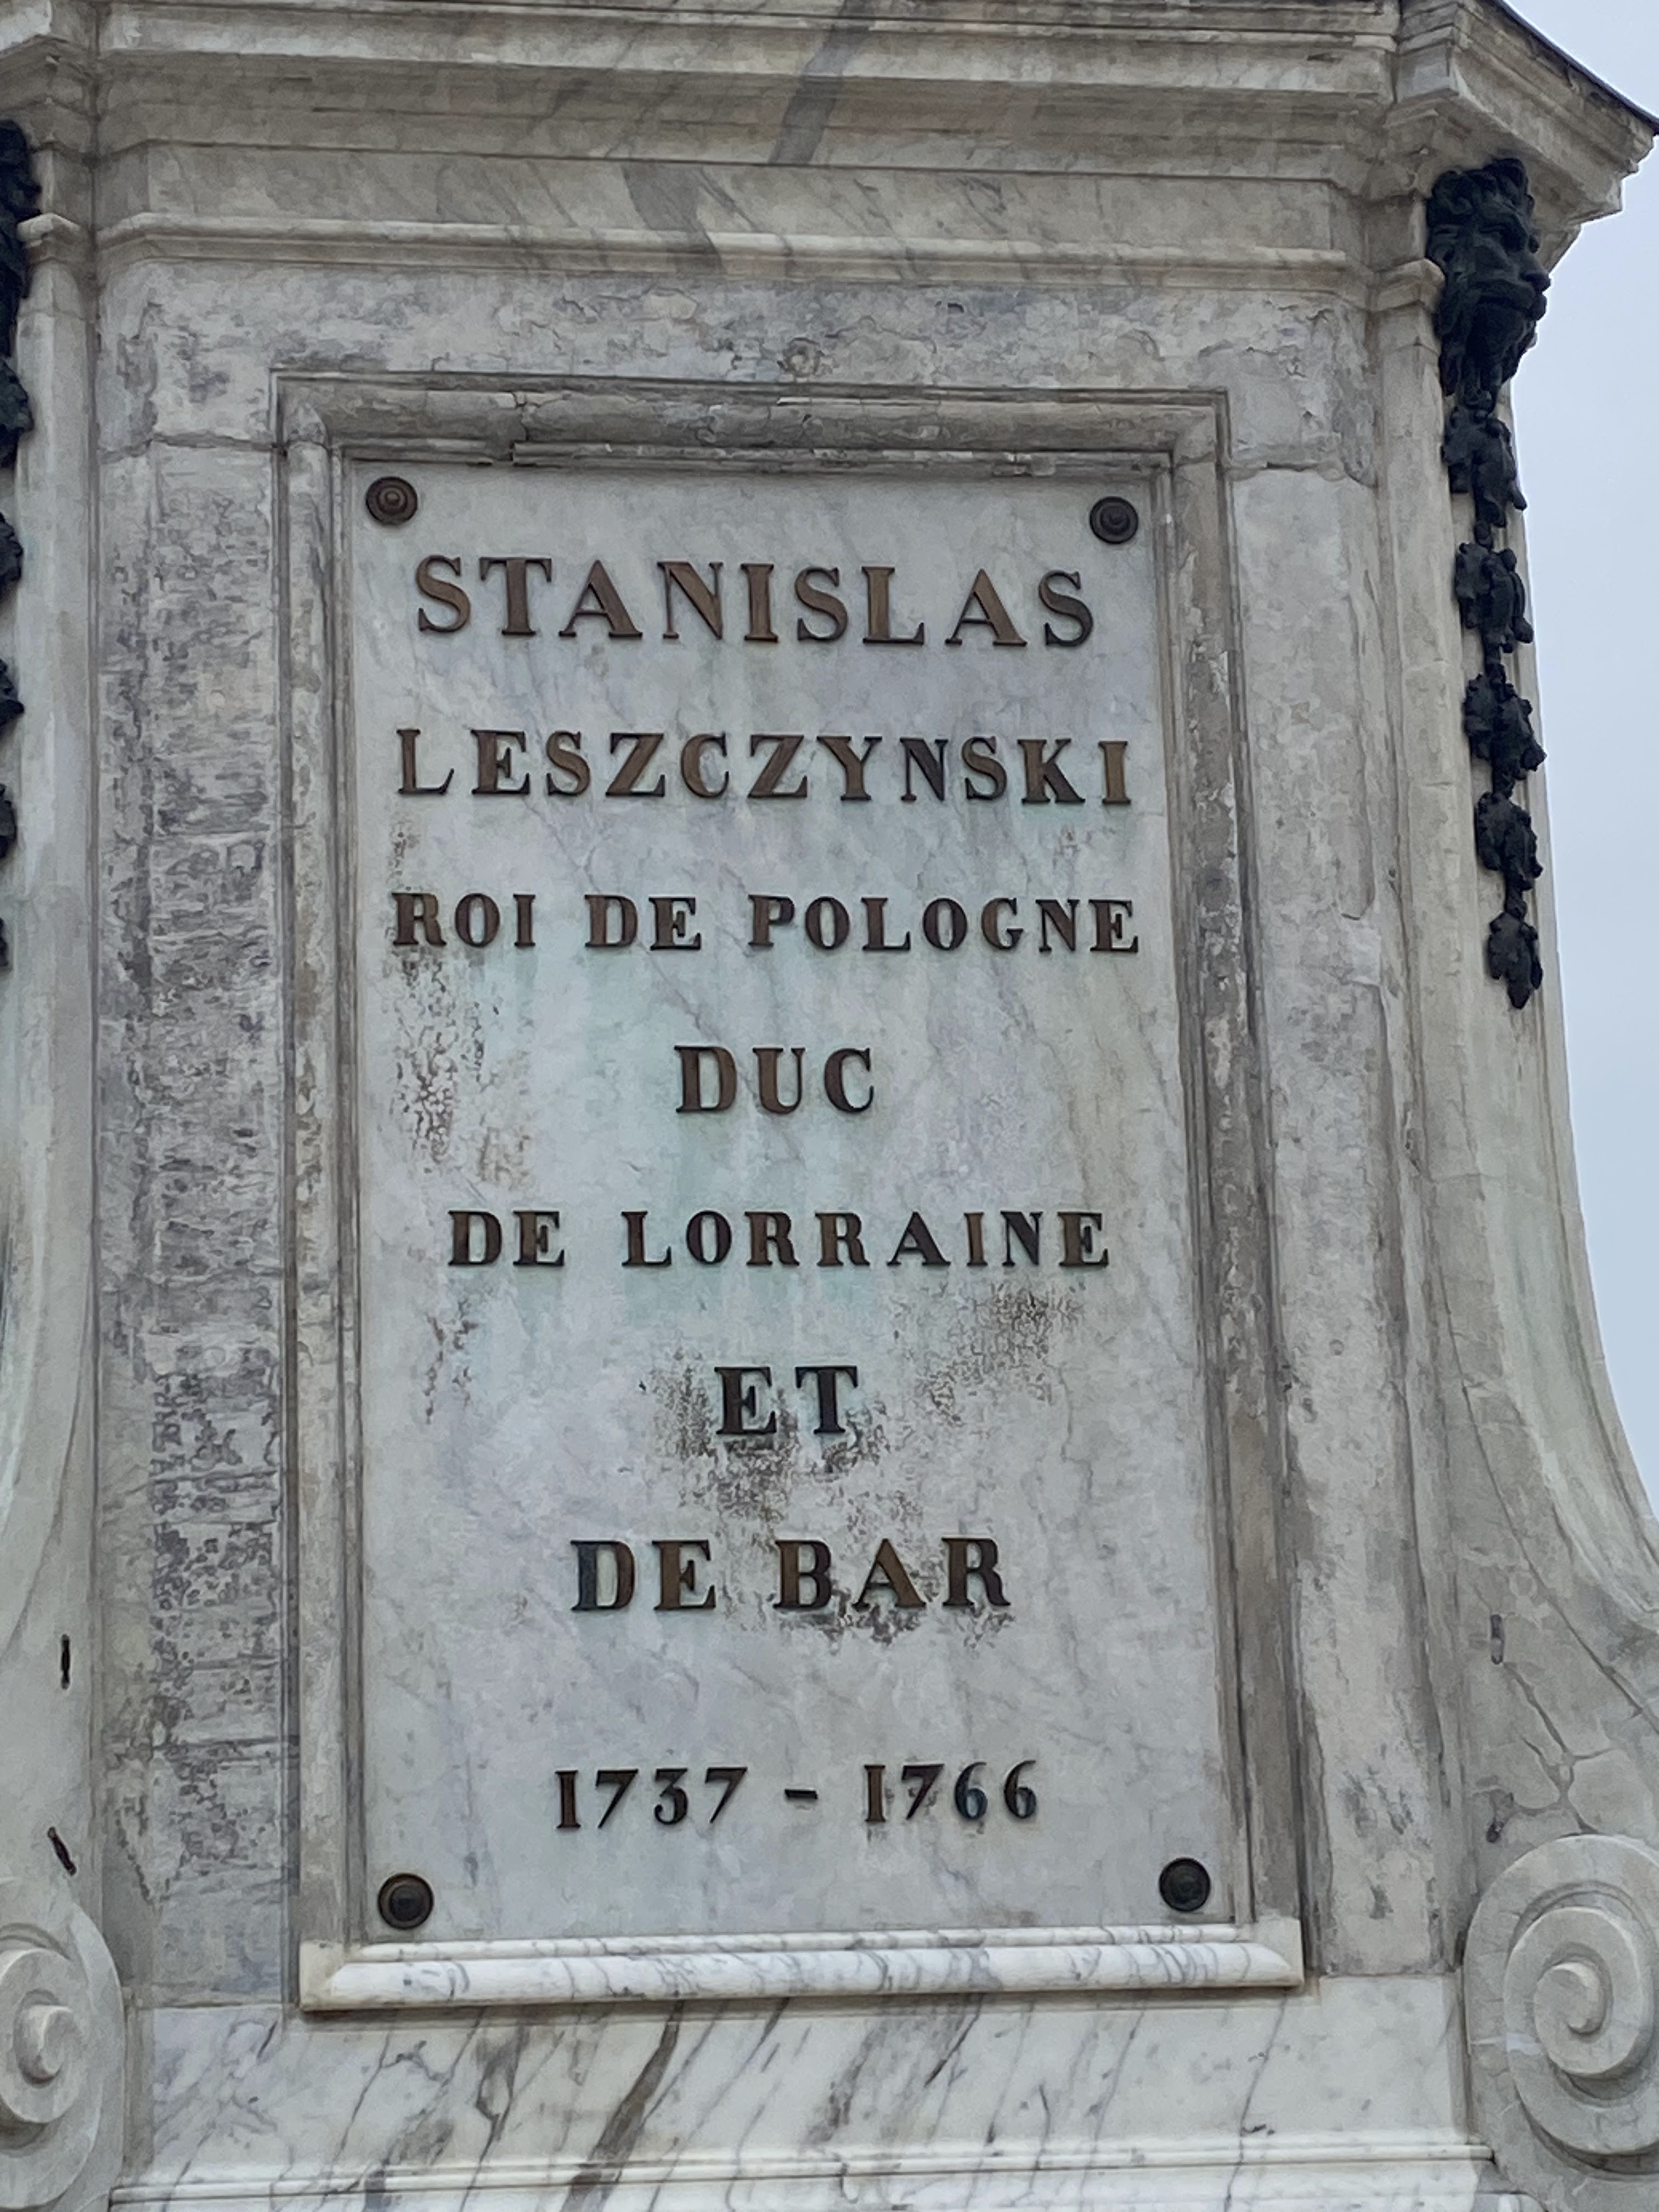 STANISLAS
LESZCZYNSKI
ROI DE POLOGNE
DUC
DE LORRAINE
ET
DE BAR
1737 - 1766